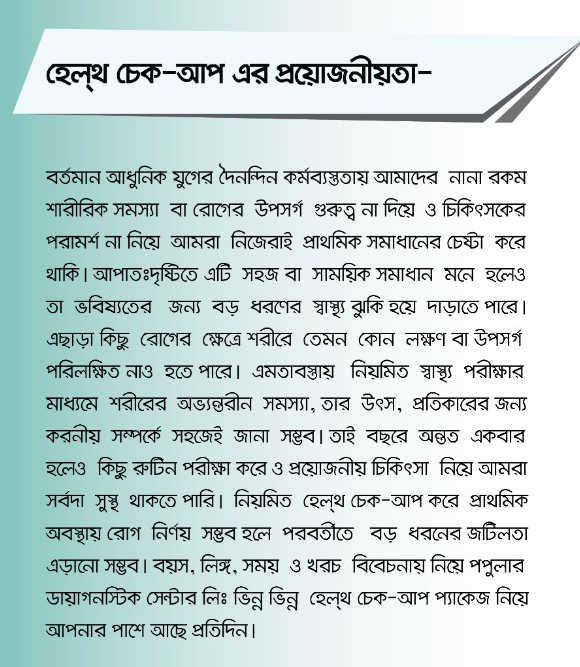 হেল্থ চেক-আপ এর প্রয়োজনীয়তা-
বর্তমান আধুনিক যুগের দৈনন্দিন কর্মব্যস্ততায় আমাদের নানা রকম
শারীরিক সমস্যা বা রোগের উপসর্গ গুরুত্ব না দিয়ে ও চিকিৎসকের
পরামর্শ না নিয়ে আমরা নিজেরাই প্রাথমিক সমাধানের চেষ্টা করে
থাকি। আপাতঃদৃষ্টিতে এটি সহজ বা সাময়িক সমাধান মনে হলেও
তা ভবিষ্যতের জন্য বড় ধরণের স্বাস্থ্য ঝুকি হয়ে দাড়াতে পারে।
এছাড়া কিছু রোগের ক্ষেত্রে শরীরে তেমন কোন লক্ষণ বা উপসর্গ
পরিলক্ষিত নাও হতে পারে। এমতাবস্তায় নিয়মিত স্বাস্থ্য পরীক্ষার
মাধ্যমে শরীরের অভ্যন্তরীন সমস্যা, তার উৎস, প্রতিকারের জন্য
করনীয় সম্পর্কে সহজেই জানা সম্ভব। তাই বছরে অন্তত একবার
হলেও কিছু রুটিন পরীক্ষা করে ও প্রয়োজনীয় চিকিৎসা নিয়ে আমরা
সর্বদা সুস্থ থাকতে পারি। নিয়মিত হেল্থ চেক-আপ করে প্রাথমিক
অবস্থায় রোগ নির্ণয় সম্ভব হলে পরবর্তীতে বড় ধরনের জটিলতা
এড়ানো সম্ভব। বয়স, লিঙ্গ, সময় ও খরচ বিবেচনায় নিয়ে পপুলার
ডায়াগনস্টিক সেন্টার লিঃ ভিন্ন ভিন্ন হেল্থ চেক-আপ প্যাকেজ নিয়ে
আপনার পাশে আছে প্রতিদিন।